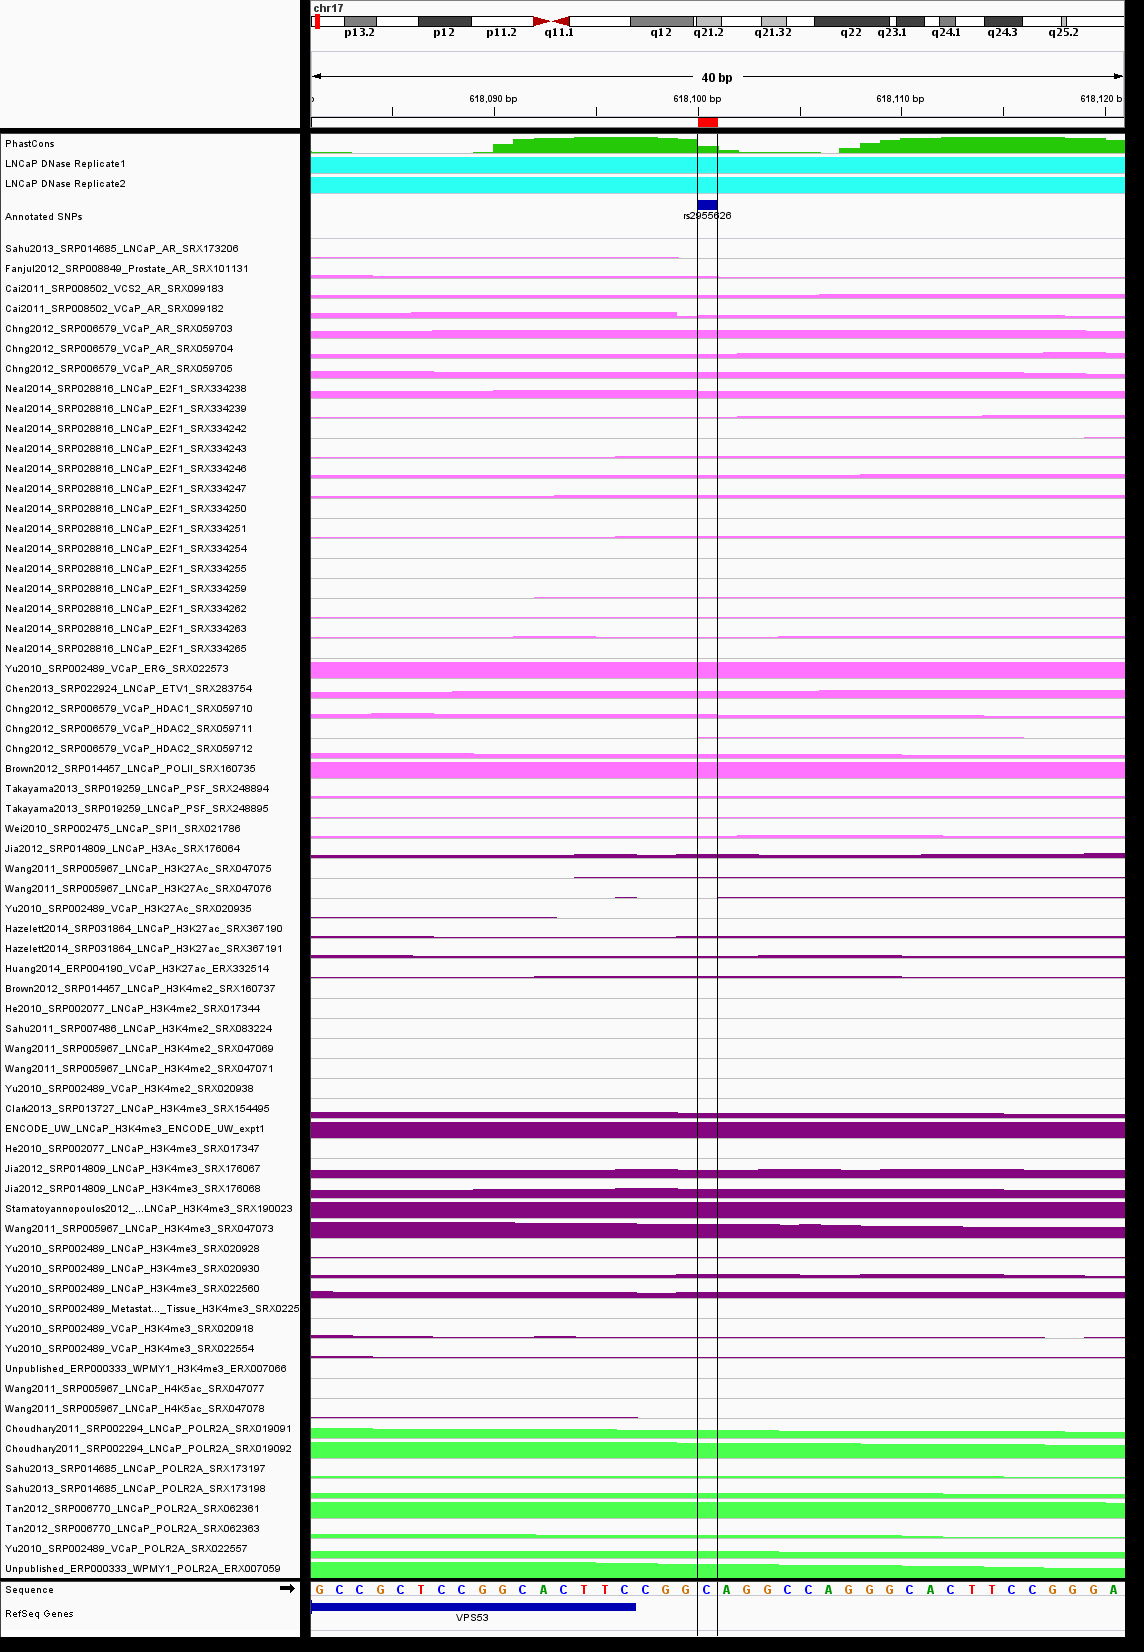 chr17
p13.2 p12 p11.2 q11.1 q12 q21.2 q21.32 q22 q23.1 q24.1 q24.3 q25.2
40 bp
618,090 bp 618,100 bp 618,110 bp 618,120 b
PhastCons
LNCaP DNase Replicate1
LNCaP DNase Replicate2
Annotated SNPs
rs2955626
Sahu2013_SRP014685_LNCaP_AR_SRX173206
Fanjul2012_SRP008849_Prostate_AR_SRX101131
Cai2011_SRP008502_VCS2_AR_SRX099183
Cai2011_SRP008502_VCaP_AR_SRX099182
Chng2012_SRP006579_VCaP_AR_SRX059703
Chng2012_SRP006579_VCaP_AR_SRX059704
Chng2012_SRP006579_VCaP_AR_SRX059705
Neal2014_SRP028816_LNCaP_E2F1_SRX334238
Neal2014_SRP028816_LNCaP_E2F1_SRX334239
Neal2014_SRP028816_LNCaP_E2F1_SRX334242
Neal2014_SRP028816_LNCaP_E2F1_SRX334243
Neal2014_SRP028816_LNCaP_E2F1_SRX334246
Neal2014_SRP028816_LNCaP_E2F1_SRX334247
Neal2014_SRP028816_LNCaP_E2F1_SRX334250
Neal2014_SRP028816_LNCaP_E2F1_SRX334251
Neal2014_SRP028816_LNCaP_E2F1_SRX334254
Neal2014_SRP028816_LNCaP_E2F1_SRX334255
Neal2014_SRP028816_LNCaP_E2F1_SRX334259
Neal2014_SRP028816_LNCaP_E2F1_SRX334262
Neal2014_SRP028816_LNCaP_E2F1_SRX334263
Neal2014_SRP028816_LNCaP_E2F1_SRX334265
Yu2010_SRP002489_VCaP_ERG_SRX022573
Chen2013_SRP022924_LNCaP_ETV1_SRX283754
Chng2012_SRP006579_VCaP_HDAC1_SRX059710
Chng2012_SRP006579_VCaP_HDAC2_SRX059711
Chng2012_SRP006579_VCaP_HDAC2_SRX059712
Brown2012_SRP014457_LNCaP_POLII_SRX160735
Takayama2013_SRP019259_LNCaP_PSF_SRX248894
Takayama2013_SRP019259_LNCaP_PSF_SRX248895
Wei2010_SRP002475_LNCaP_SPI1_SRX021786
Jia2012_SRP014809_LNCaP_H3Ac_SRX176064
Wang2011_SRP005967_LNCaP_H3K27Ac_SRX047075
Wang2011_SRP005967_LNCaP_H3K27Ac_SRX047076
Yu2010_SRP002489_VCaP_H3K27Ac_SRX020935
Hazelett2014_SRP031864_LNCaP_H3K27ac_SRX367190
Hazelett2014_SRP031864_LNCaP_H3K27ac_SRX367191
Huang2014_ERP004190_VCaP_H3K27ac_ERX332514
Brown2012_SRP014457_LNCaP_H3K4me2_SRX160737
He2010_SRP002077_LNCaP_H3K4me2_SRX017344
Sahu2011_SRP007486_LNCaP_H3K4me2_SRX083224
Wang2011_SRP005967_LNCaP_H3K4me2_SRX047069
Wang2011_SRP005967_LNCaP_H3K4me2_SRX047071
Yu2010_SRP002489_VCaP_H3K4me2_SRX020938
Clark2013_SRP013727_LNCaP_H3K4me3_SRX154495
ENCODE_UW_LNCaP_H3K4me3_ENCODE_UW_expt1
He2010_SRP002077_LNCaP_H3K4me3_SRX017347
Jia2012_SRP014809_LNCaP_H3K4me3_SRX176067
Jia2012_SRP014809_LNCaP_H3K4me3_SRX176068
Stamatoyannopoulos2012_...LNCaP_H3K4me3_SRX190023
Wang2011_SRP005967_LNCaP_H3K4me3_SRX047073
Yu2010_SRP002489_LNCaP_H3K4me3_SRX020928
Yu2010_SRP002489_LNCaP_H3K4me3_SRX020930
Yu2010_SRP002489_LNCaP_H3K4me3_SRX022560
Yu2010_SRP002489_Metastat..._Tissue_H3K4me3_SRX0225
Yu2010_SRP002489_VCaP_H3K4me3_SRX020918
Yu2010_SRP002489_VCaP_H3K4me3_SRX022554
Unpublished_ERP000333_WPMY1_H3K4me3_ERX007066
Wang2011_SRP005967_LNCaP_H4K5ac_SRX047077
Wang2011_SRP005967_LNCaP_H4K5ac_SRX047078
Choudhary2011_SRP002294_LNCaP_POLR2A_SRX019091
Choudhary2011_SRP002294_LNCaP_POLR2A_SRX019092
Sahu2013_SRP014685_LNCaP_POLR2A_SRX173197
Sahu2013_SRP014685_LNCaP_POLR2A_SRX173198
Tan2012_SRP006770_LNCaP_POLR2A_SRX062361
Tan2012_SRP006770_LNCaP_POLR2A_SRX062363
Yu2010_SRP002489_VCaP_POLR2A_SRX022557
Unpublished_ERP000333_WPMY1_POLR2A_ERX007059
Sequence G C C G C T C C G G C A C T T C C G G C A G G C C A G G G C A C T T C C G G G A
RefSeq Genes
VPS53